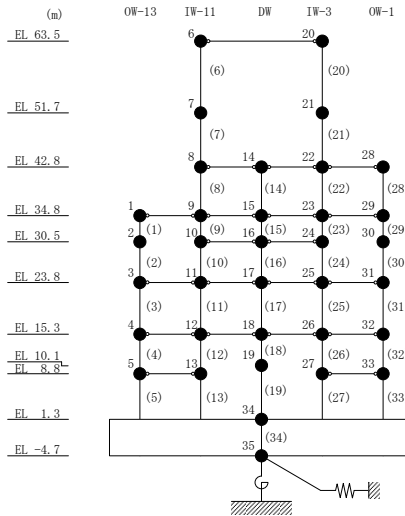 (m) OW-13 IW-11 DW IW-3 OW-1
EL 63.5 6 20
(6) (20)
EL 51.7 7 21
(7) (21)
EL 42.8 8 14 22 28
(8) (14) (22) (28
EL 34.8 1 9 15 23 29
(1) (9) (15) (23) (29
EL 30.5 2 10 16 24 30
(2) (10) (16) (24) (30
EL 23.8 3 11 17 25 31
(3) (11) (17) (25) (31
EL 15.3 4 12 18 26 32
(4) (12) (18) (26) (32
EL 10.1 19
EL 8.8 5 13 27 33
(5) (13) (19) (27) (33
EL 1.3 34
(34)
EL -4.7 35